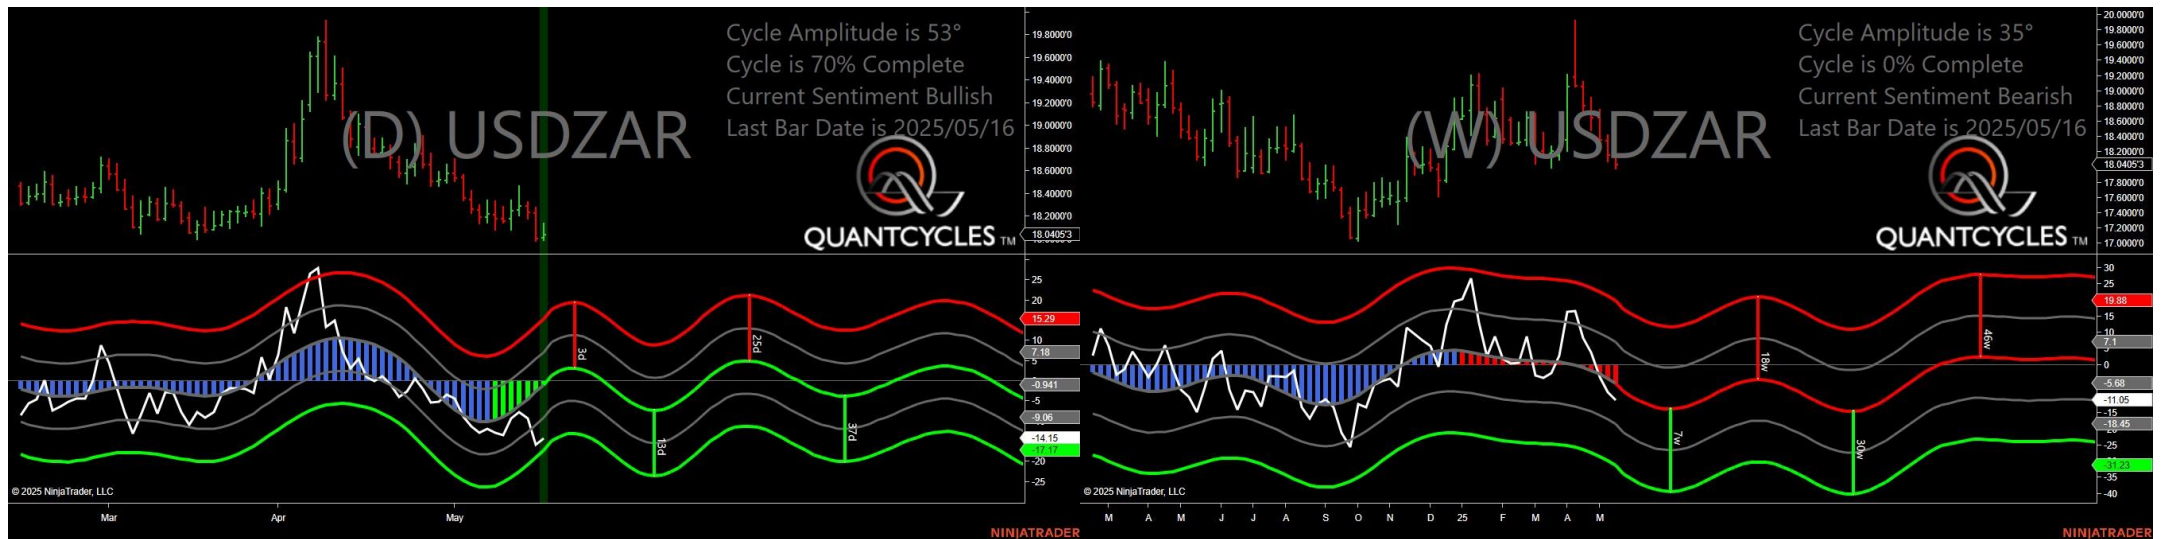 Cycle Amplitude is 53°
Cycle is 70% Complete
Current Sentiment Bullish
Last Bar Date is 2025/05/16
(D) USDZAR
QUANTCYCLES TM
19.8000'0
19.6000'0
19.4000'0
19.2000'0
19.0000'0
18.8000'0
18.6000'0
18.4000'0
18.2000'0
18.0405'3
25
20
15.29
10
7.18
5
-0.941
-5
-9.06
-14.15
-17.17
-20
-25
3d
13d
25d
37d
© 2025 NinjaTrader, LLC
Mar Apr May
NINJATRADER
Cycle Amplitude is 35°
Cycle is 0% Complete
Current Sentiment Bearish
Last Bar Date is 2025/05/16
(W) USDZAR
QUANTCYCLES TM
20.0000'0
19.8000'0
19.6000'0
19.4000'0
19.2000'0
19.0000'0
18.8000'0
18.6000'0
18.4000'0
18.2000'0
18.0405'3
17.8000'0
17.6000'0
17.4000'0
17.2000'0
17.0000'0
30
25
19.88
15
10
7.1
0
-5.68
-11.05
-15
-18.45
-25
-31.23
-35
-40
7w
18w
30w
46w
© 2025 NinjaTrader, LLC
M A M J J A S O N D 25 F M A M
NINJATRADER